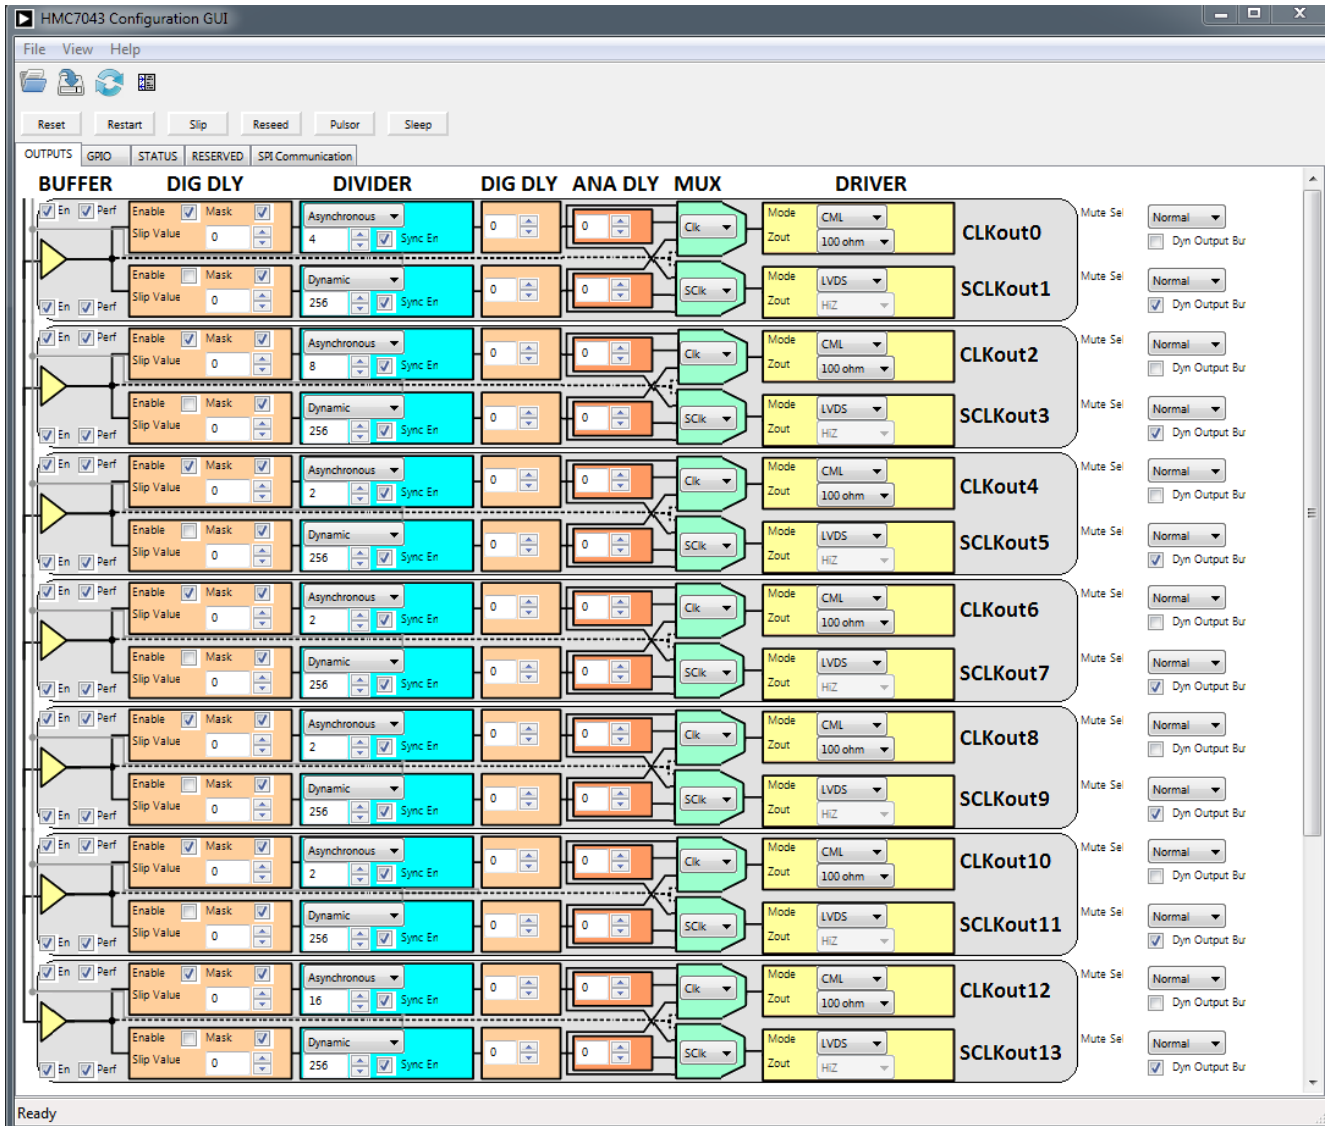 HMC7043 Configuration GUI
File View Help
Reset Restart Slip Reseed Pulsor Sleep
OUTPUTS GPIO STATUS RESERVED SPI Communication
BUFFER DIG DLY DIVIDER DIG DLY ANA DLY MUX DRIVER
En Perf Enable Mask Asynchronous 0 0 Clk Mode CML CLKout0 Mute Sel Normal
Slip Value 0 4 Sync En Zout 100 ohm Dyn Output Bur
Enable Mask Dynamic 0 0 SClk Mode LVDS SCLKout1 Mute Sel Normal
En Perf Slip Value 0 256 Sync En Zout HiZ Dyn Output Bur
En Perf Enable Mask Asynchronous 0 0 Clk Mode CML CLKout2 Mute Sel Normal
Slip Value 0 8 Sync En Zout 100 ohm Dyn Output Bur
Enable Mask Dynamic 0 0 SClk Mode LVDS SCLKout3 Mute Sel Normal
En Perf Slip Value 0 256 Sync En Zout HiZ Dyn Output Bur
En Perf Enable Mask Asynchronous 0 0 Clk Mode CML CLKout4 Mute Sel Normal
Slip Value 0 2 Sync En Zout 100 ohm Dyn Output Bur
Enable Mask Dynamic 0 0 SClk Mode LVDS SCLKout5 Mute Sel Normal
En Perf Slip Value 0 256 Sync En Zout HiZ Dyn Output Bur
En Perf Enable Mask Asynchronous 0 0 Clk Mode CML CLKout6 Mute Sel Normal
Slip Value 0 2 Sync En Zout 100 ohm Dyn Output Bur
Enable Mask Dynamic 0 0 SClk Mode LVDS SCLKout7 Mute Sel Normal
En Perf Slip Value 0 256 Sync En Zout HiZ Dyn Output Bur
En Perf Enable Mask Asynchronous 0 0 Clk Mode CML CLKout8 Mute Sel Normal
Slip Value 0 2 Sync En Zout 100 ohm Dyn Output Bur
Enable Mask Dynamic 0 0 SClk Mode LVDS SCLKout9 Mute Sel Normal
En Perf Slip Value 0 256 Sync En Zout HiZ Dyn Output Bur
En Perf Enable Mask Asynchronous 0 0 Clk Mode CML CLKout10 Mute Sel Normal
Slip Value 0 2 Sync En Zout 100 ohm Dyn Output Bur
Enable Mask Dynamic 0 0 SClk Mode LVDS SCLKout11 Mute Sel Normal
En Perf Slip Value 0 256 Sync En Zout HiZ Dyn Output Bur
En Perf Enable Mask Asynchronous 0 0 Clk Mode CML CLKout12 Mute Sel Normal
Slip Value 0 16 Sync En Zout 100 ohm Dyn Output Bur
Enable Mask Dynamic 0 0 SClk Mode LVDS SCLKout13 Mute Sel Normal
En Perf Slip Value 0 256 Sync En Zout HiZ Dyn Output Bur
Ready